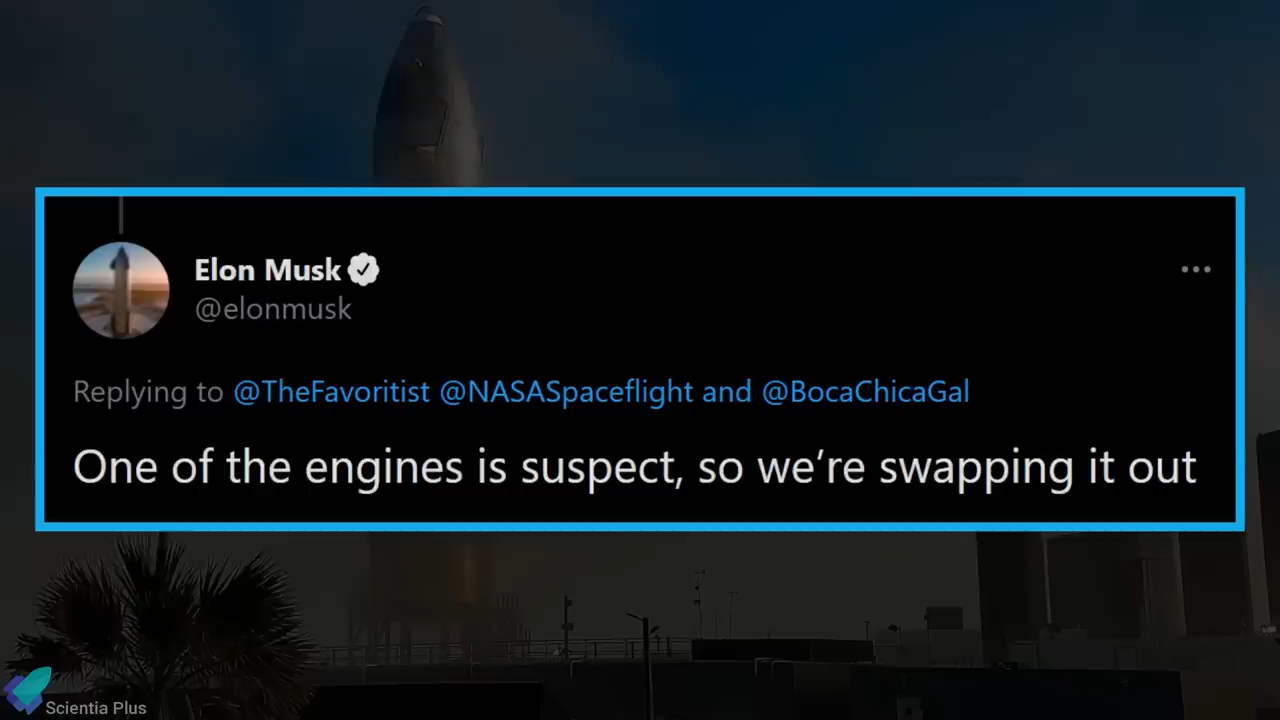 Elon Musk
@elonmusk
Replying to @TheFavoritist @NASASpaceflight and @BocaChicaGal
One of the engines is suspect, so we’re swapping it out
Scientia Plus